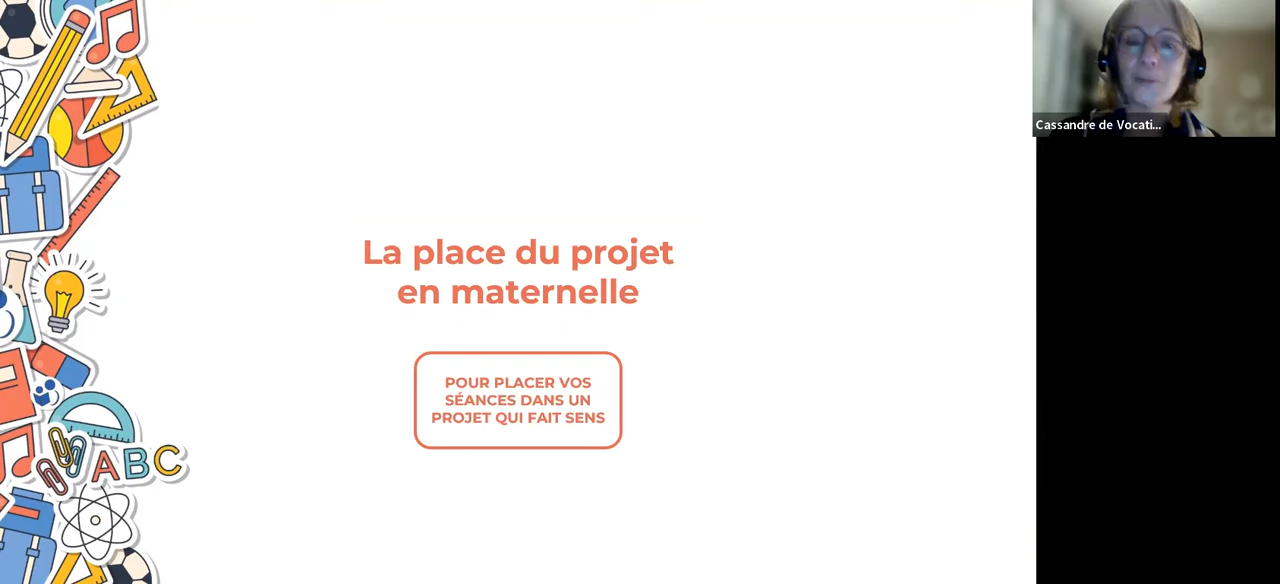 La place du projet
en maternelle
POUR PLACER VOS
SÉANCES DANS UN
PROJET QUI FAIT SENS
ABC
Cassandre de Vocati...